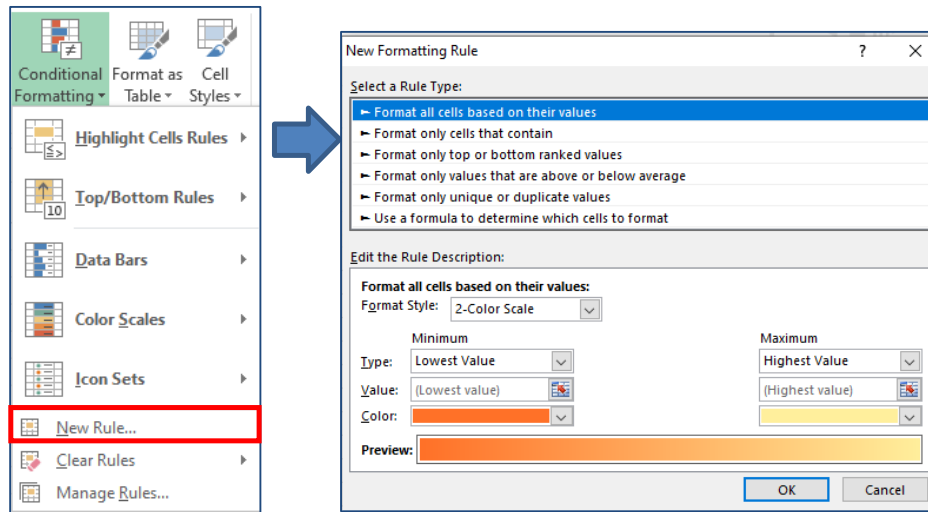 Conditional Format as Cell
Formatting Table Styles
Highlight Cells Rules
Top/Bottom Rules
10
Data Bars
Color Scales
Icon Sets
New Rule...
Clear Rules
Manage Rules...
New Formatting Rule ? ×
Select a Rule Type:
► Format all cells based on their values
► Format only cells that contain
► Format only top or bottom ranked values
► Format only values that are above or below average
► Format only unique or duplicate values
► Use a formula to determine which cells to format
Edit the Rule Description:
Format all cells based on their values:
Format Style: 2-Color Scale
Minimum Maximum
Type: Lowest Value Highest Value
Value: (Lowest value) (Highest value)
Color:
Preview:
OK Cancel